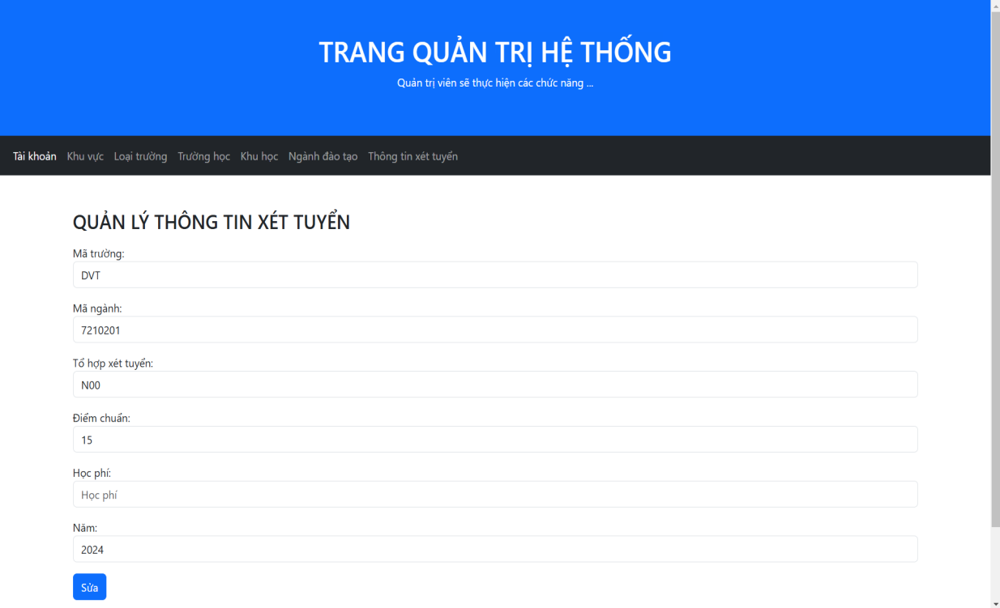 TRANG QUẢN TRỊ HỆ THỐNG
Quản trị viên sẽ thực hiện các chức năng ...
Tài khoản Khu vực Loại trường Trường học Khu học Ngành đào tạo Thông tin xét tuyển
QUẢN LÝ THÔNG TIN XÉT TUYỂN
Mã trường:
DVT
Mã ngành:
7210201
Tổ hợp xét tuyển:
N00
Điểm chuẩn:
15
Học phí:
Học phí
Năm:
2024
Sửa